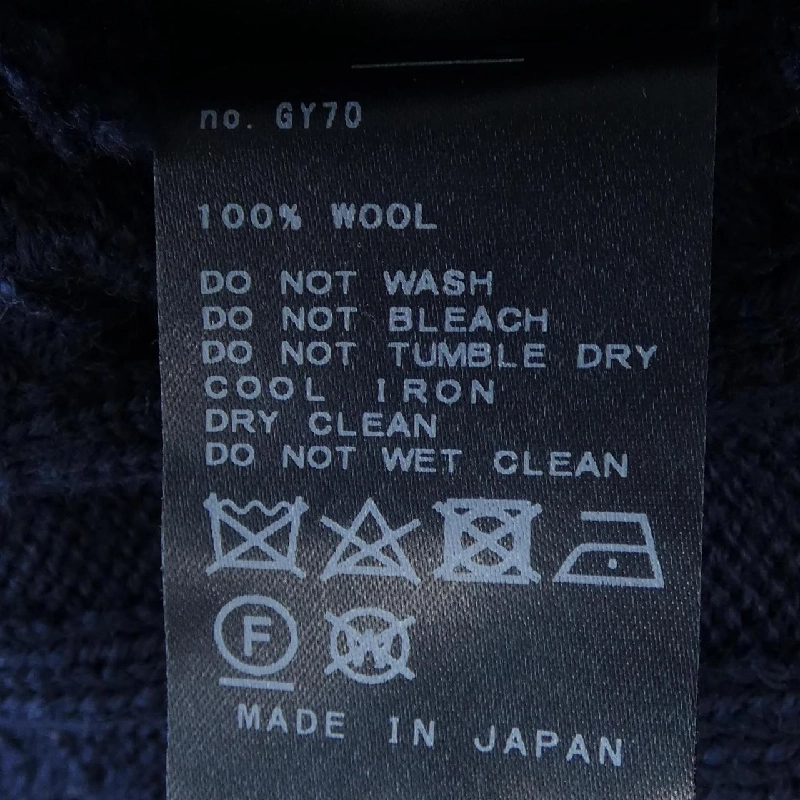 no. GY70
100% WOOL
DO NOT WASH
DO NOT BLEACH
DO NOT TUMBLE DRY
COOL IRON
DRY CLEAN
DO NOT WET CLEAN
F W
MADE IN JAPAN